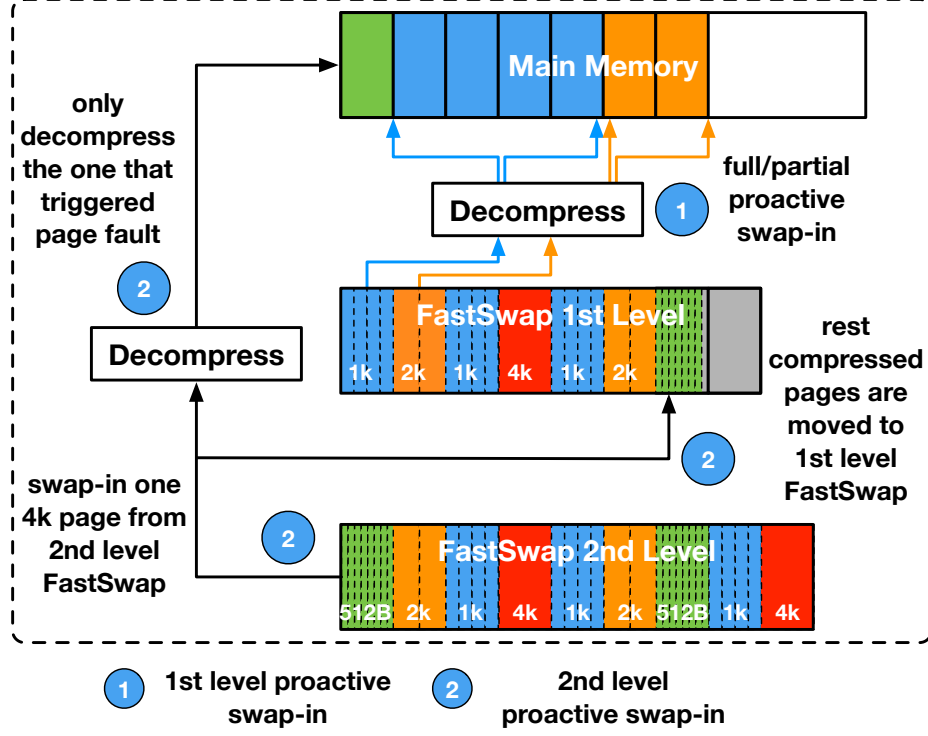 Main Memory
only
decompress
the one that
triggered
page fault
2
Decompress
1
full/partial
proactive
swap-in
FastSwap 1st Level
1k 2k 1k 4k 1k 2k
Decompress
rest
compressed
pages are
moved to
1st level
FastSwap
2
swap-in one
4k page from
2nd level
FastSwap
2
FastSwap 2nd Level
512B 2k 1k 4k 1k 2k 512B 1k 4k
1 1st level proactive
swap-in
2 2nd level
proactive swap-in